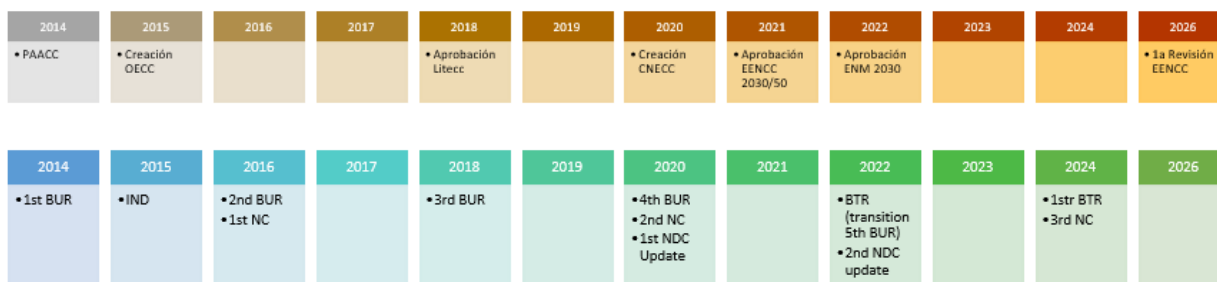 2014 2015 2016 2017 2018 2019 2020 2021 2022 2023 2024 2026
• PAACC
• Creación
OECC
• Aprobación
Litecc
• Creación
CNECC
• Aprobación
EENCC
2030/50
• Aprobación
ENM 2030
• 1a Revisión
EENCC
2014 2015 2016 2017 2018 2019 2020 2021 2022 2023 2024 2026
• 1st BUR
• IND
• 2nd BUR
• 1st NC
• 3rd BUR
• 4th BUR
• 2nd NC
• 1st NDC
Update
• BTR
(transition
5th BUR)
• 2nd NDC
update
• 1str BTR
• 3rd NC